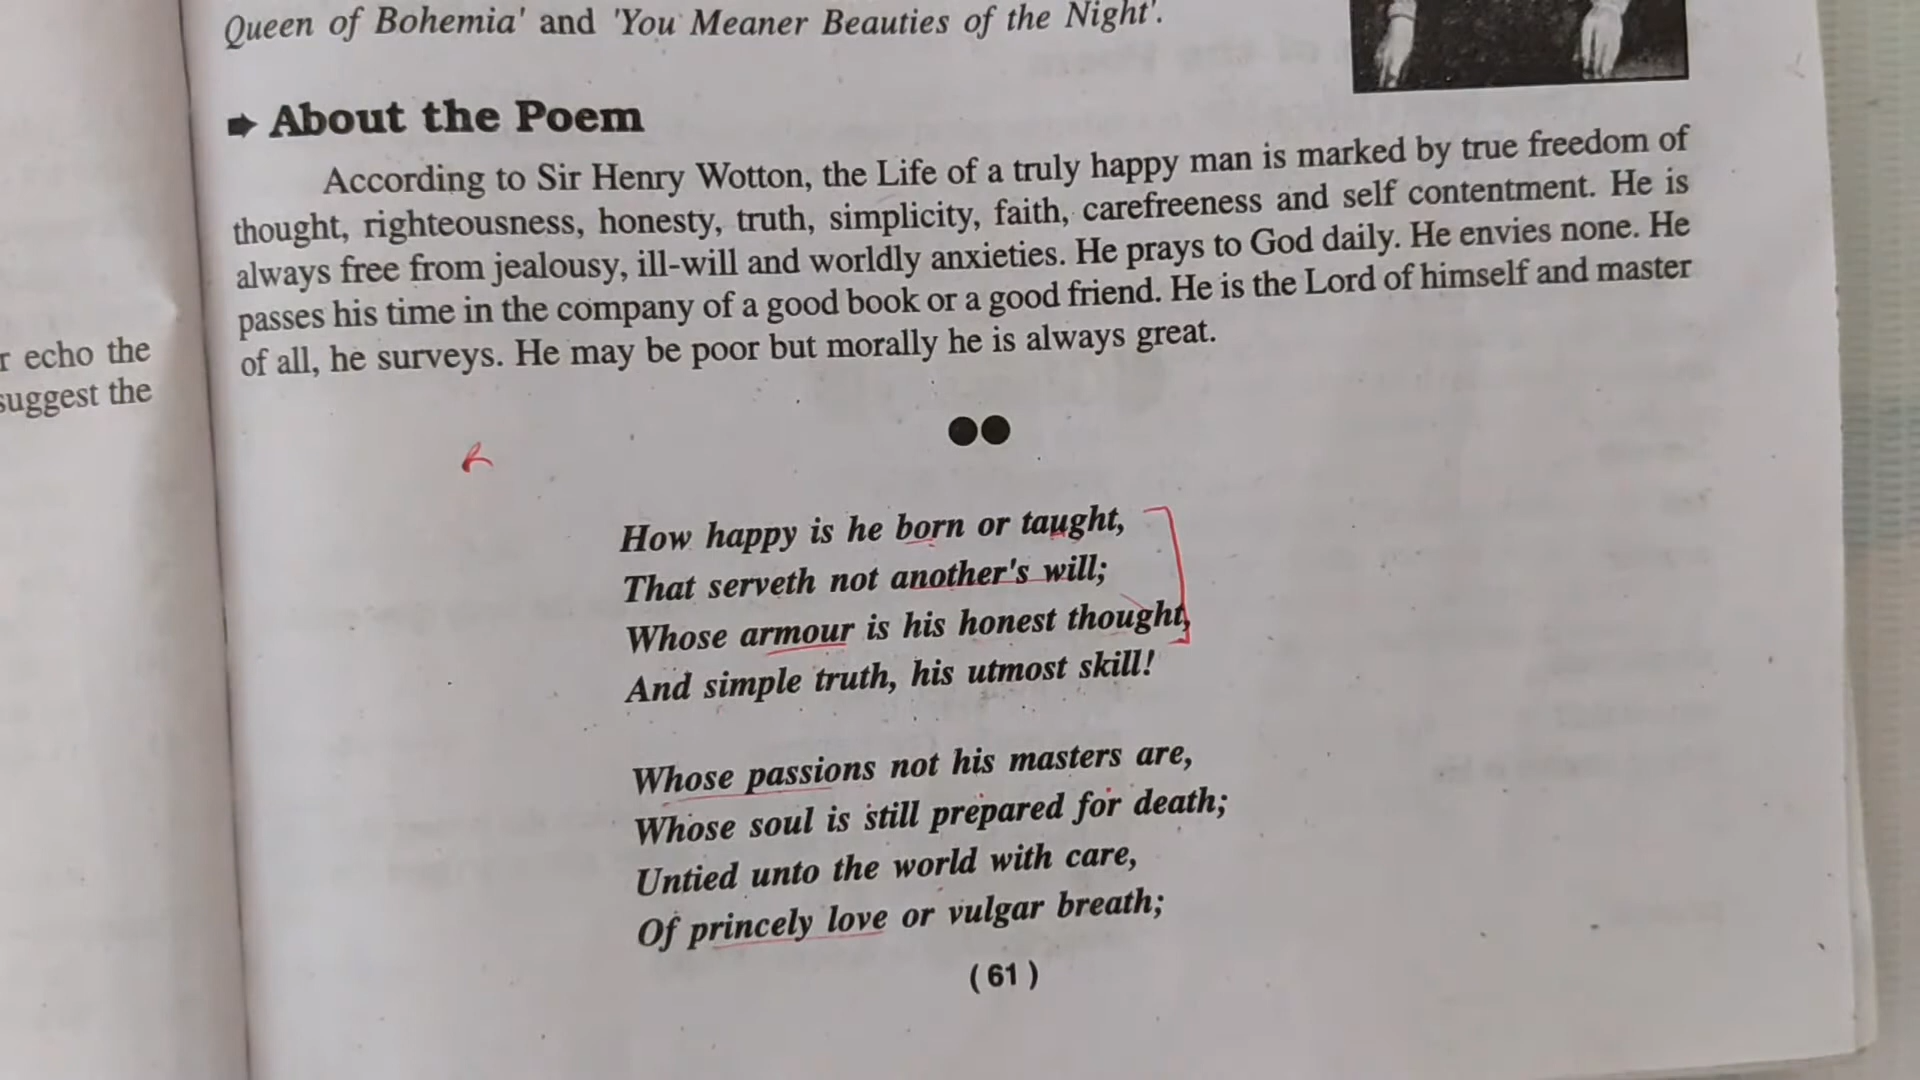 Queen of Bohemia' and 'You Meaner Beauties of the Night'.
About the Poem
According to Sir Henry Wotton, the Life of a truly happy man is marked by true freedom of
thought, righteousness, honesty, truth, simplicity, faith, carefreeness and self contentment. He is
always free from jealousy, ill-will and worldly anxieties. He prays to God daily. He envies none. He
passes his time in the company of a good book or a good friend. He is the Lord of himself and master
of all, he surveys. He may be poor but morally he is always great.
echo the
suggest the
How happy is he born or taught,
That serveth not another's will;
Whose armour is his honest thought,
And simple truth, his utmost skill!
Whose passions not his masters are,
Whose soul is still prepared for death;
Untied unto the world with care,
Of princely love or vulgar breath;
( 61 )